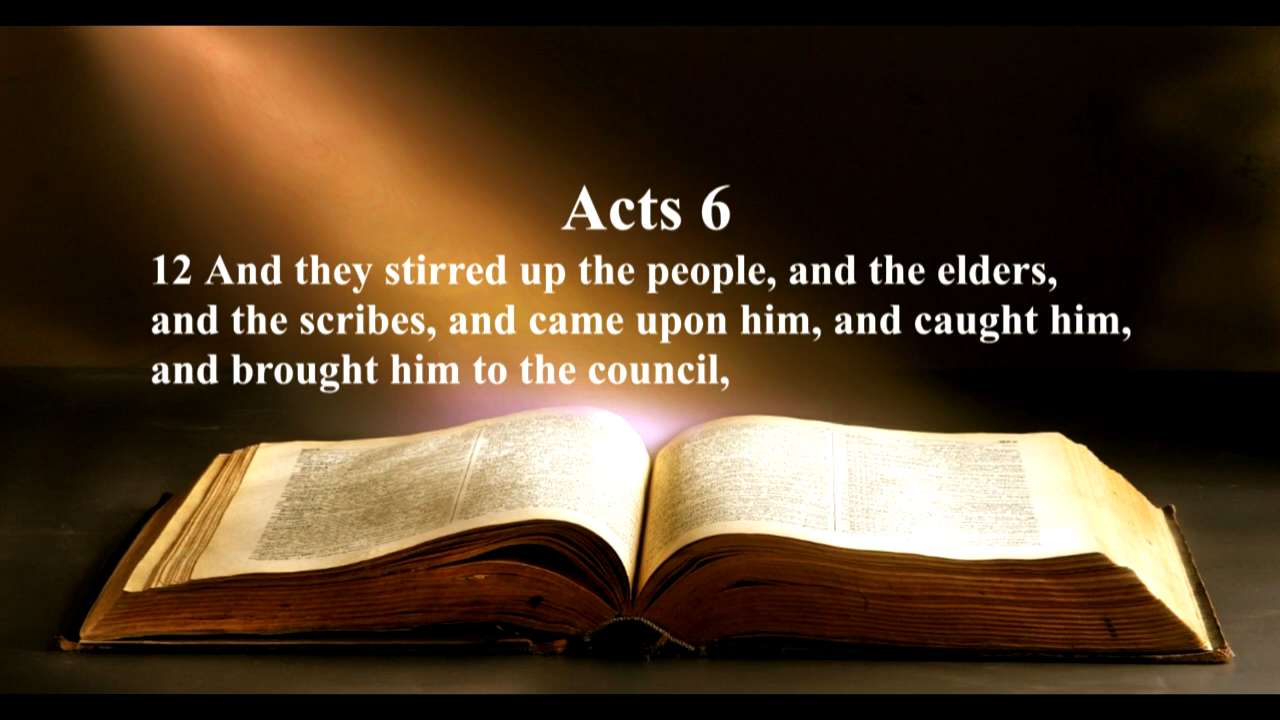 Acts 6
12 And they stirred up the people, and the elders,
and the scribes, and came upon him, and caught him,
and brought him to the council,